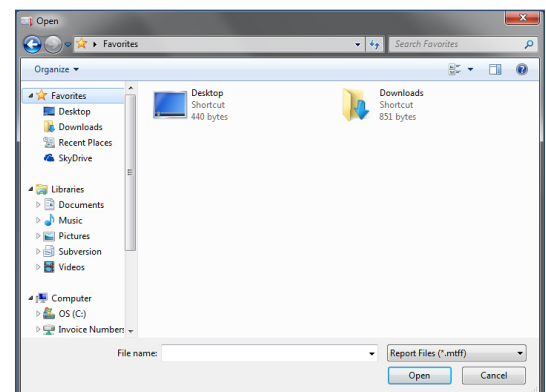 Open
Favorites
Search Favorites
Organize
Favorites
Desktop
Downloads
Recent Places
SkyDrive
Libraries
Documents
Music
Pictures
Subversion
Videos
Computer
OS (C:)
Invoice Numbers
Desktop
Shortcut
440 bytes
Downloads
Shortcut
851 bytes
File name:
Report Files (*.mtff)
Open
Cancel